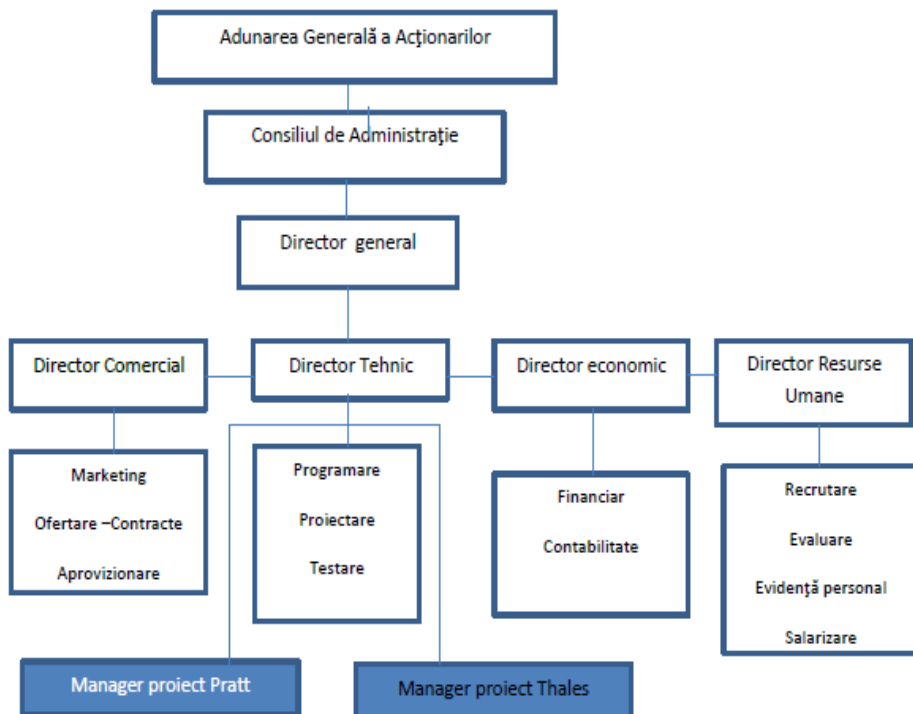 Adunarea Generală a Acţionarilor
Consiliul de Administraţie
Director general
Director Comercial
Director Tehnic
Director economic
Director Resurse
Umane
Marketing
Ofertare –Contracte
Aprovizionare
Programare
Proiectare
Testare
Financiar
Contabilitate
Recrutare
Evaluare
Evidenţă personal
Salarizare
Manager proiect Pratt
Manager proiect Thales